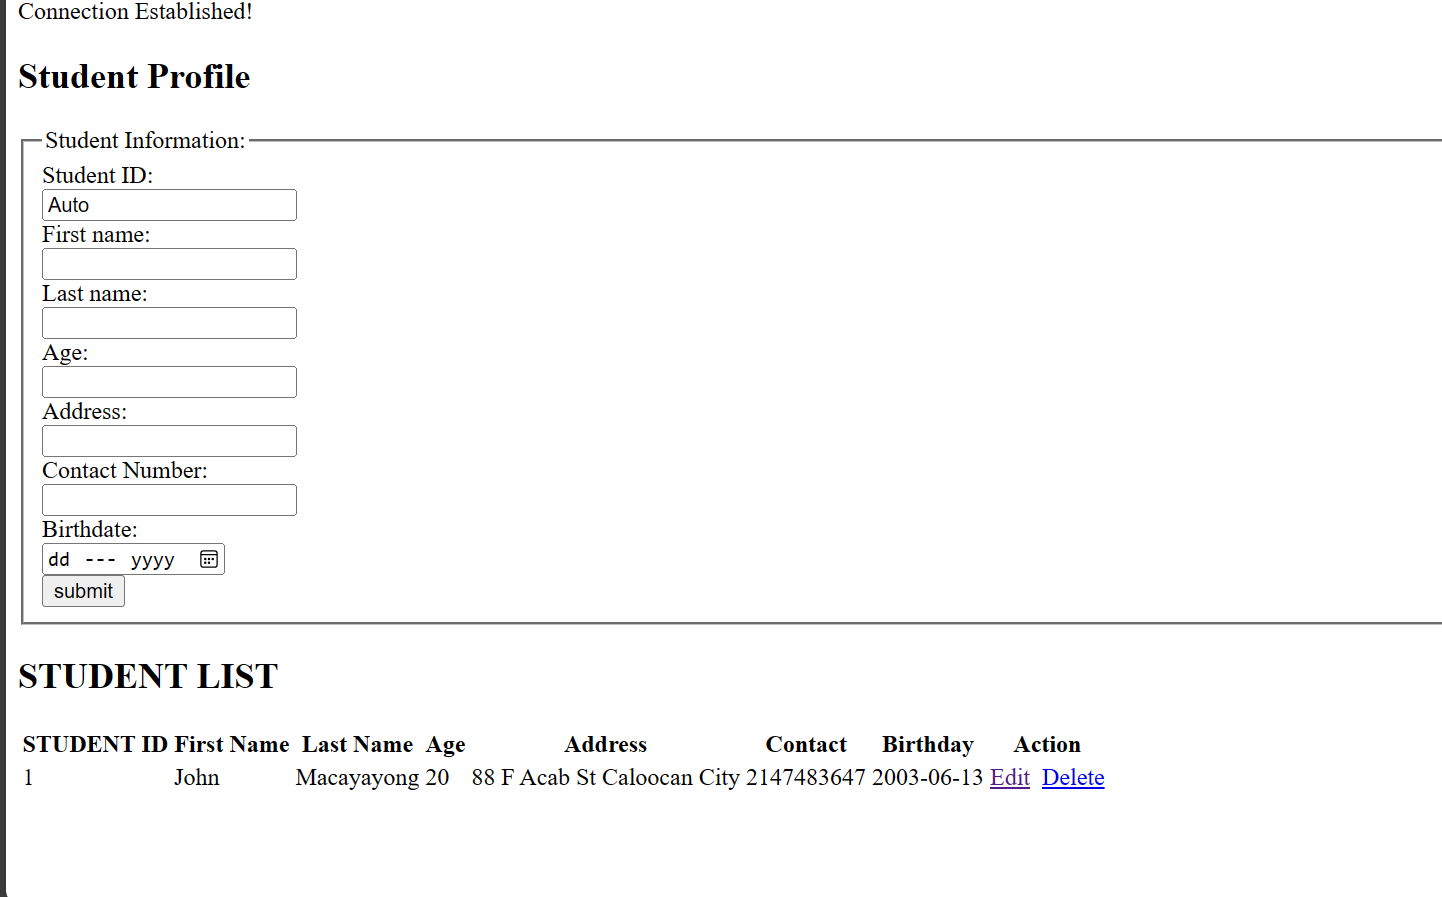 Connection Established!
Student Profile
Student Information:
Student ID:
Auto
First name:
Last name:
Age:
Address:
Contact Number:
Birthdate:
dd --- yyyy
submit
STUDENT LIST
STUDENT ID First Name Last Name Age Address Contact Birthday Action
1 John Macayayong 20 88 F Acab St Caloocan City 2147483647 2003-06-13 Edit Delete